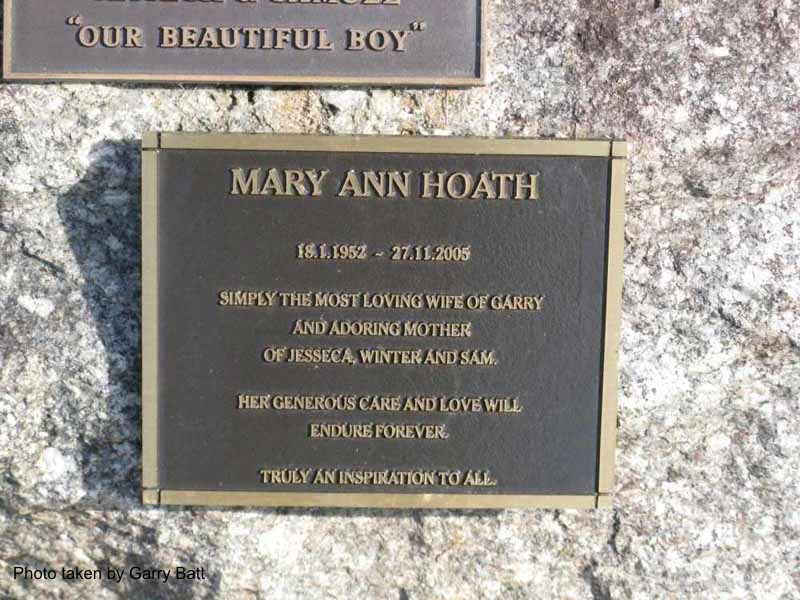 "OUR BEAUTIFUL BOY"
MARY ANN HOATH
18.1.1952 ~ 27.11.2005
SIMPLY THE MOST LOVING WIFE OF GARRY
AND ADORING MOTHER
OF JESSECA, WINTER AND SAM.
HER GENEROUS CARE AND LOVE WILL
ENDURE FOREVER.
TRULY AN INSPIRATION TO ALL.
Photo taken by Garry Batt